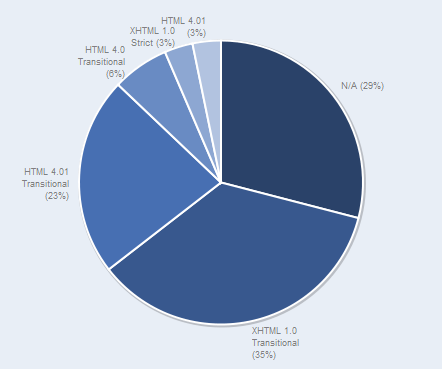 HTML 4.01
(3%)
XHTML 1.0
Strict (3%)
HTML 4.0
Transitional
(6%)
N/A (29%)
HTML 4.01
Transitional
(23%)
XHTML 1.0
Transitional
(35%)